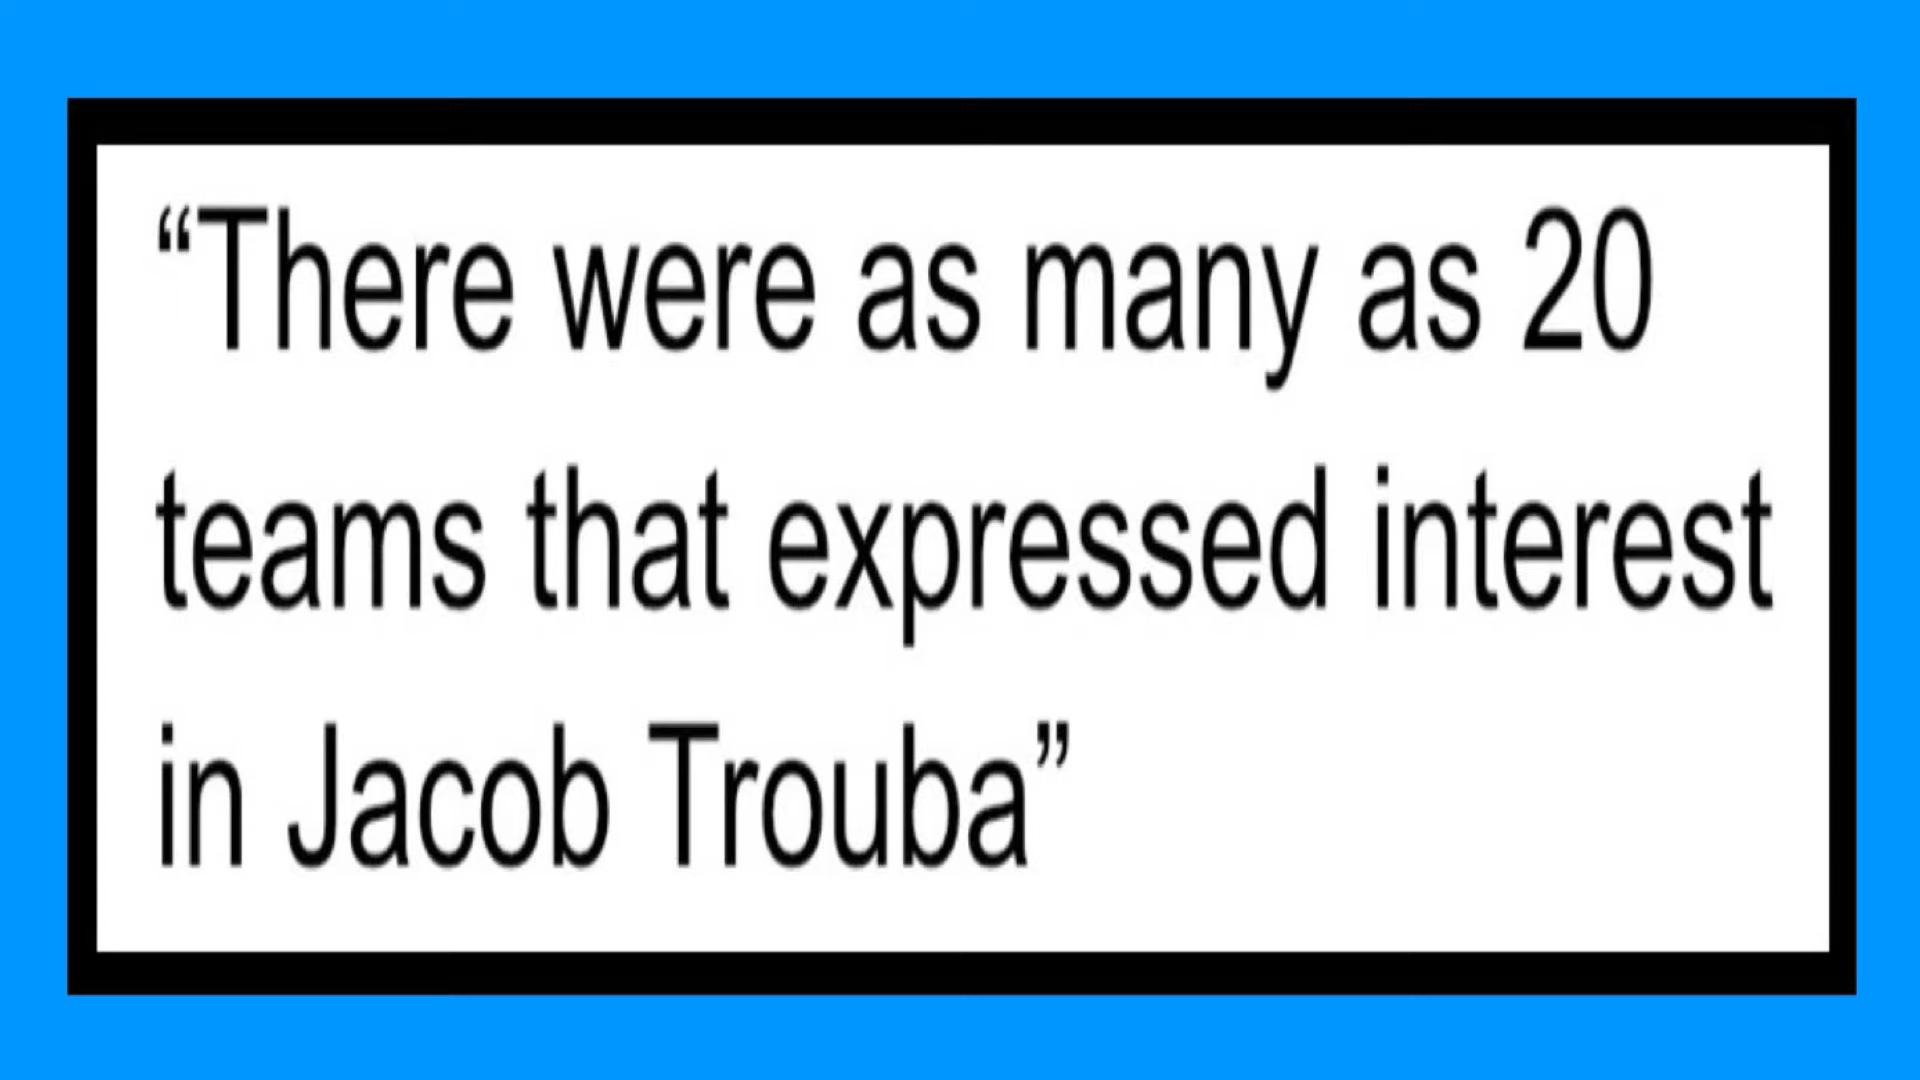 “There were as many as 20
teams that expressed interest
in Jacob Trouba”